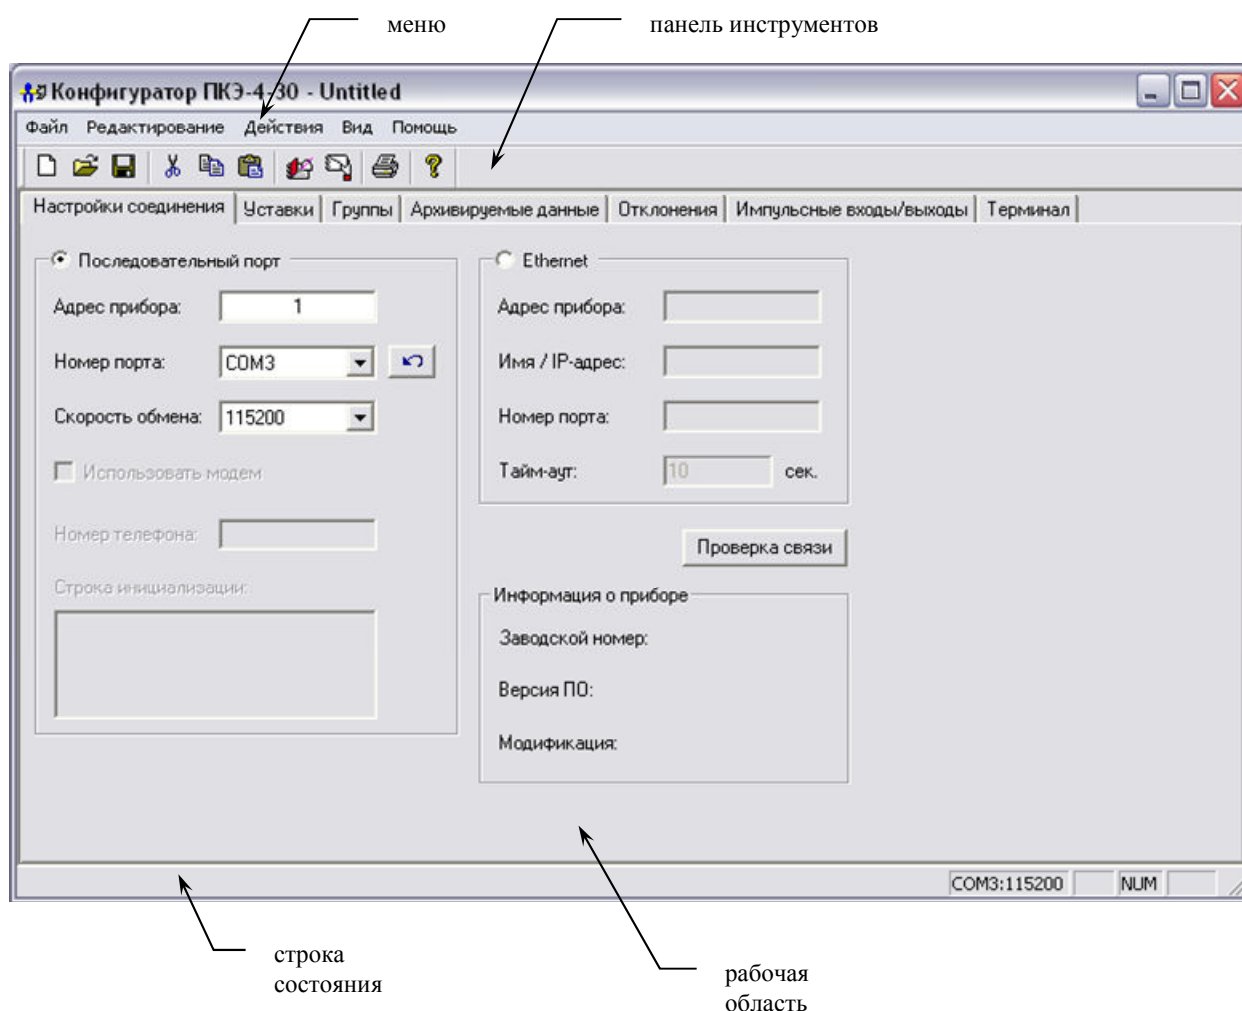 меню
панель инструментов
Конфигуратор ПКЭ-4-30 - Untitled
Файл Редактирование Действия Вид Помощь
Настройки соединения Уставки Группы Архивируемые данные Отклонения Импульсные входы/выходы Терминал
Последовательный порт
Адрес прибора: 1
Номер порта: COM3
Скорость обмена: 115200
Использовать модем
Номер телефона:
Строка инициализации:
Ethernet
Адрес прибора:
Имя / IP-адрес:
Номер порта:
Тайм-аут: 10 сек.
Проверка связи
Информация о приборе
Заводской номер:
Версия ПО:
Модификация:
COM3:115200 NUM
строка
состояния
рабочая
область